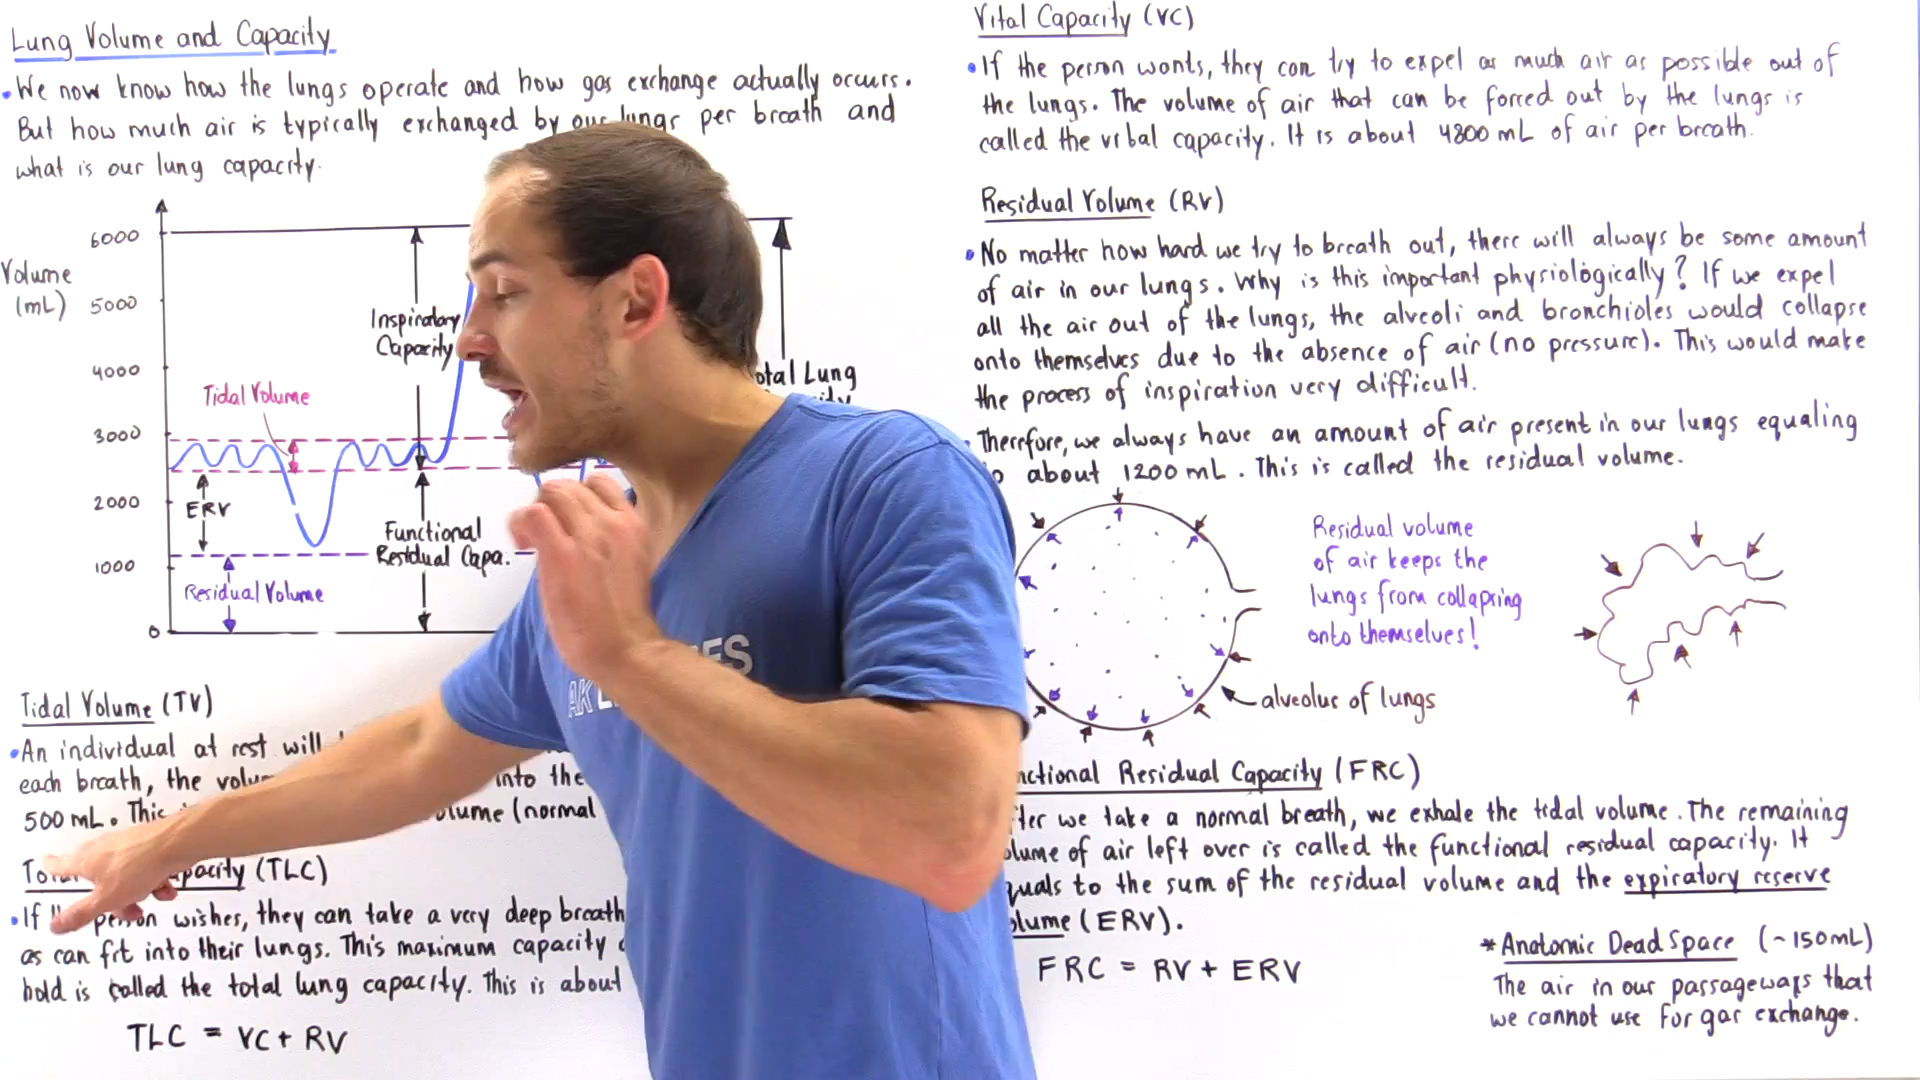 Lung Volume and Capacity
• We now know how the lungs operate and how gas exchange actually occurs.
But how much air is typically exchanged by our lungs per breath and
what is our lung capacity.
Volume
(mL)
6000
5000
4000
3000
2000
1000
0
Tidal Volume
ERV
Residual Volume
Inspiratory
Capacity
Functional
Residual Capa.
otal Lung
ity
Tidal Volume (TV)
• An individual at rest will
each breath, the volu into the
500 mL. This olume (normal
To pacity (TLC)
• If person wishes, they can take a very deep breath
as can fit into their lungs. This maximum capacity
hold is called the total lung capacity. This is about
TLC = VC + RV
Vital Capacity (VC)
• If the person wants, they can try to expel as much air as possible out of
the lungs. The volume of air that can be forced out by the lungs is
called the vital capacity. It is about 4800 mL of air per breath.
Residual Volume (RV)
• No matter how hard we try to breath out, there will always be some amount
of air in our lungs. Why is this important physiologically? If we expel
all the air out of the lungs, the alveoli and bronchioles would collapse
onto themselves due to the absence of air (no pressure). This would make
the process of inspiration very difficult.
Therefore, we always have an amount of air present in our lungs equaling
o about 1200 mL. This is called the residual volume.
Residual volume
of air keeps the
lungs from collapsing
onto themselves!
alveolus of lungs
nctional Residual Capacity (FRC)
fter we take a normal breath, we exhale the tidal volume. The remaining
olume of air left over is called the functional residual capacity. It
quals to the sum of the residual volume and the expiratory reserve
olume (ERV).
FRC = RV + ERV
* Anatomic Dead Space (~150mL)
The air in our passageways that
we cannot use for gas exchange.